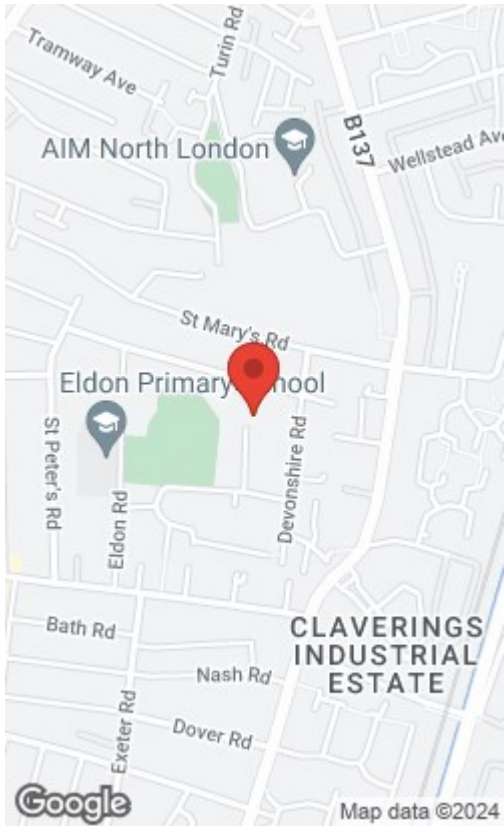 Turin Rd
Tramway Ave
AIM North London
B137
Wellstead Av
St Mary's Rd
Eldon Primary School
St Peter's Rd
Eldon Rd
Devonshire Rd
Bath Rd
CLAVERINGS
INDUSTRIAL
ESTATE
Nash Rd
Exeter Rd
Dover Rd
Google
Map data ©2024